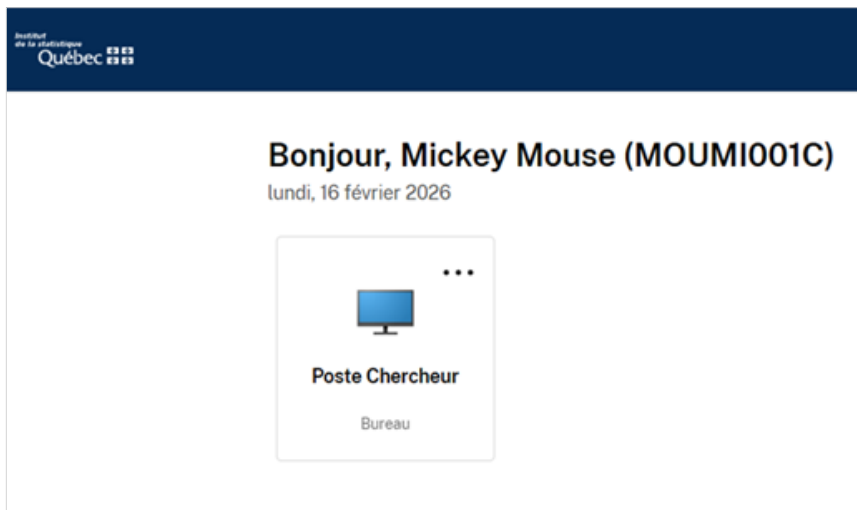 Institut
de la statistique
Québec
Bonjour, Mickey Mouse (MOUMI001C)
lundi, 16 février 2026
Poste Chercheur
Bureau